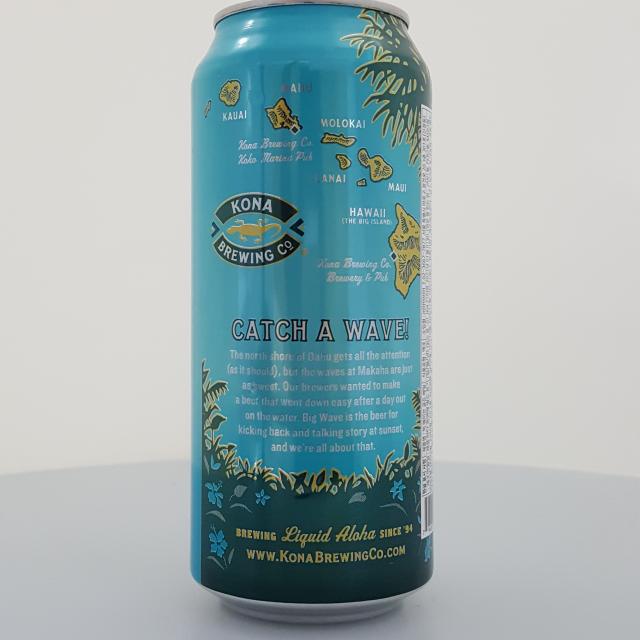 OAHU
KAUAI
MOLOKAI
Kona Brewing Co.
Koko Marina Pub
LANAI
MAUI
KONA
BREWING CO
HAWAII
(THE BIG ISLAND)
Kona Brewing Co.
Brewery & Pub
CATCH A WAVE!
The north shore of Oahu gets all the attention
(as it should), but the waves at Makaha are just
as sweet. Our brewers wanted to make
a beer that went down easy after a day out
on the water. Big Wave is the beer for
kicking back and talking story at sunset,
and we're all about that.
BREWING Liquid Aloha SINCE '94
WWW.KONABREWINGCO.COM